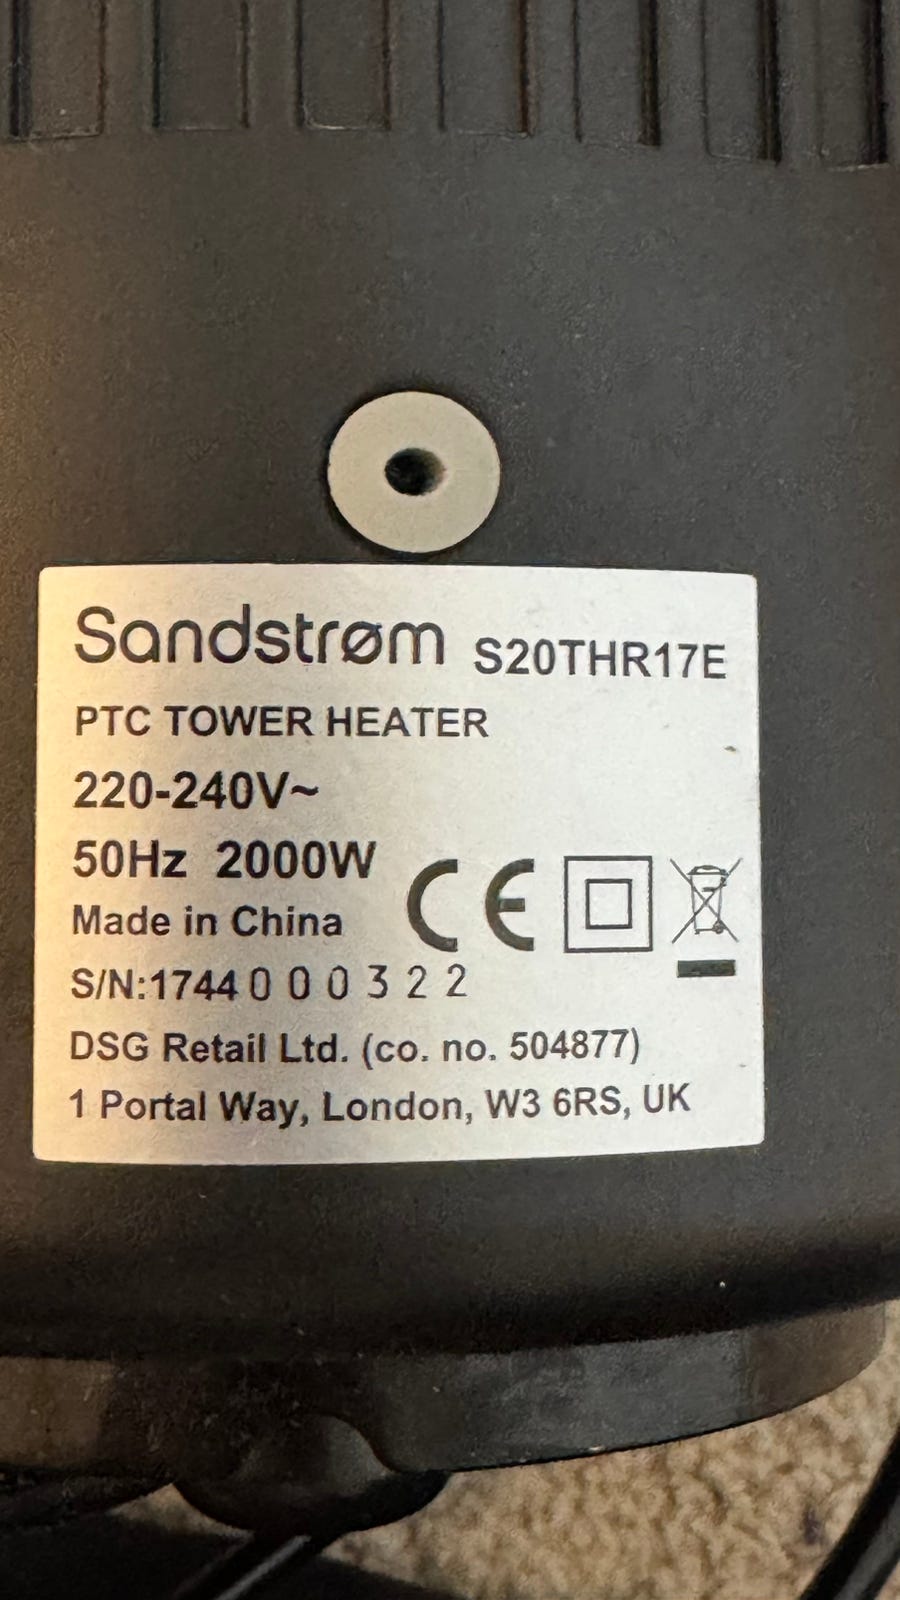 Sandstrøm S20THR17E
PTC TOWER HEATER
220-240V~
50Hz 2000W
CE
Made in China
S/N:1744000322
DSG Retail Ltd. (co. no. 504877)
1 Portal Way, London, W3 6RS, UK